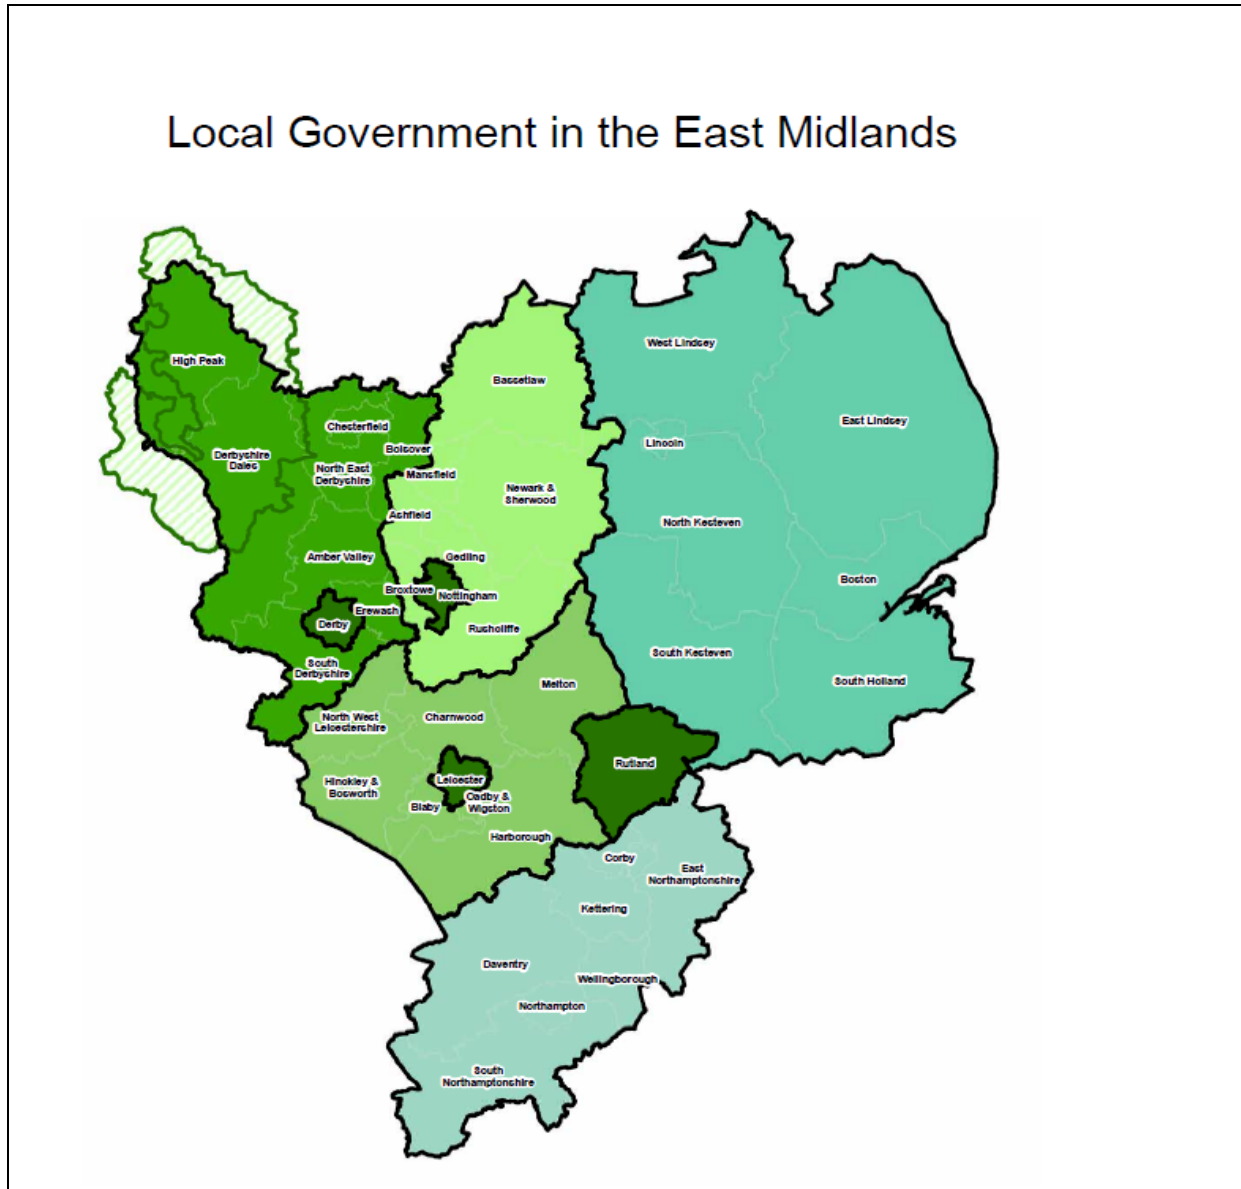 Local Government in the East Midlands
High Peak
West Lindsey
Bassetlaw
East Lindsey
Chesterfield
Lincoln
Bolsover
Derbyshire
Dales
North East
Derbyshire
Mansfield
Newark &
Sherwood
Ashfield
North Kesteven
Amber Valley
Gedling
Boston
Broxtowe
Nottingham
Erewash
Derby
Rushcliffe
South Kesteven
South
Derbyshire
South Holland
Melton
North West
Leicestershire
Charnwood
Rutland
Leicester
Hinckley &
Bosworth
Oadby &
Wigston
Blaby
Harborough
Corby
East
Northamptonshire
Kettering
Daventry
Wellingborough
Northampton
South
Northamptonshire